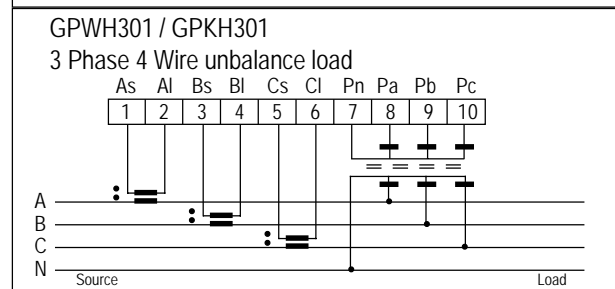 GPWH301 / GPKH301
3 Phase 4 Wire unbalance load
As Al Bs Bl Cs Cl Pn Pa Pb Pc
1 2 3 4 5 6 7 8 9 10
A
B
C
N
Source Load